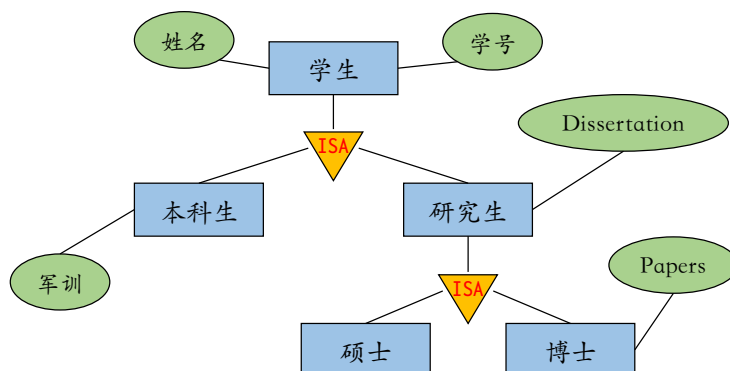 姓名
学生
学号
ISA
Dissertation
本科生
研究生
军训
ISA
Papers
硕士
博士